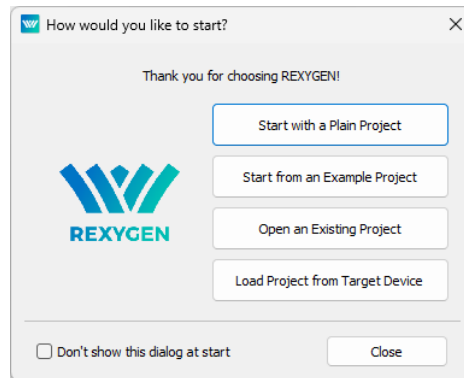 How would you like to start?
Thank you for choosing REXYGEN!
Start with a Plain Project
Start from an Example Project
REXYGEN
Open an Existing Project
Load Project from Target Device
Don't show this dialog at start
Close